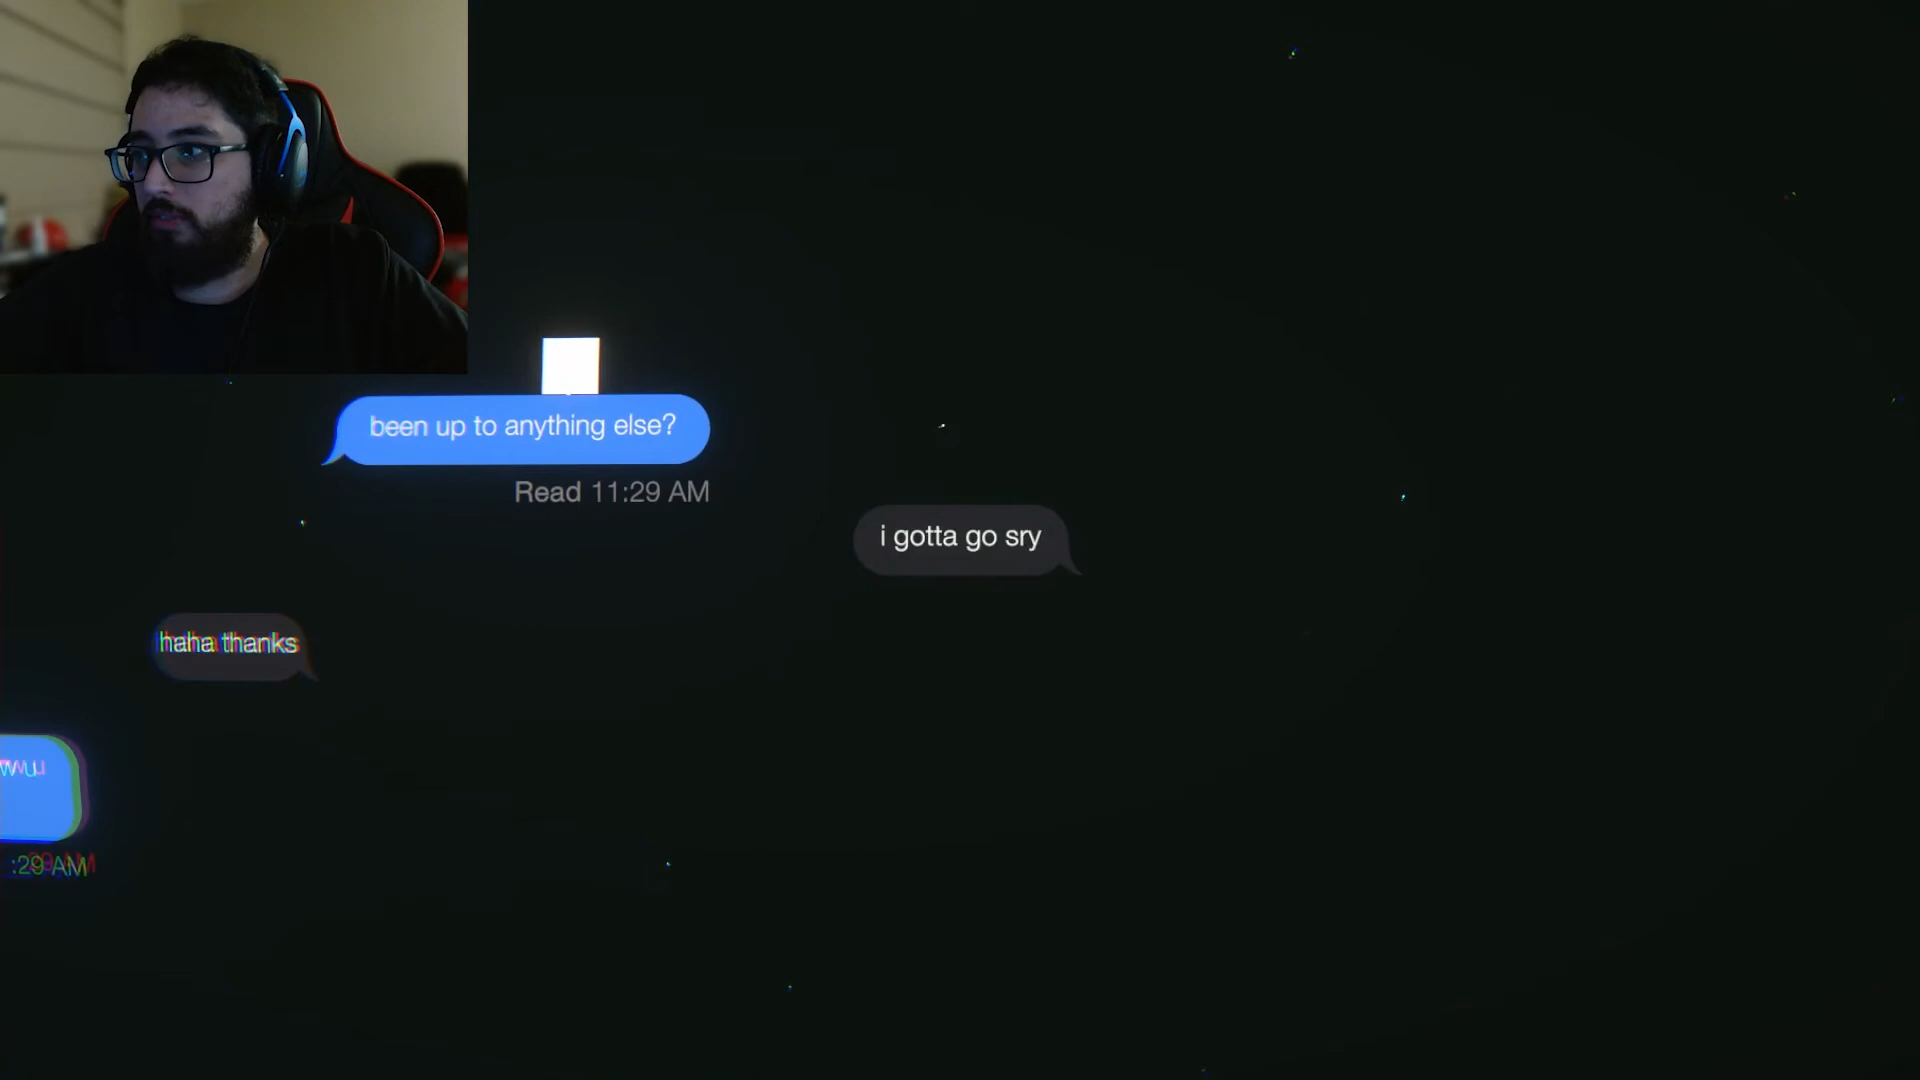 been up to anything else?
Read 11:29 AM
i gotta go sry
haha thanks
:29 AM